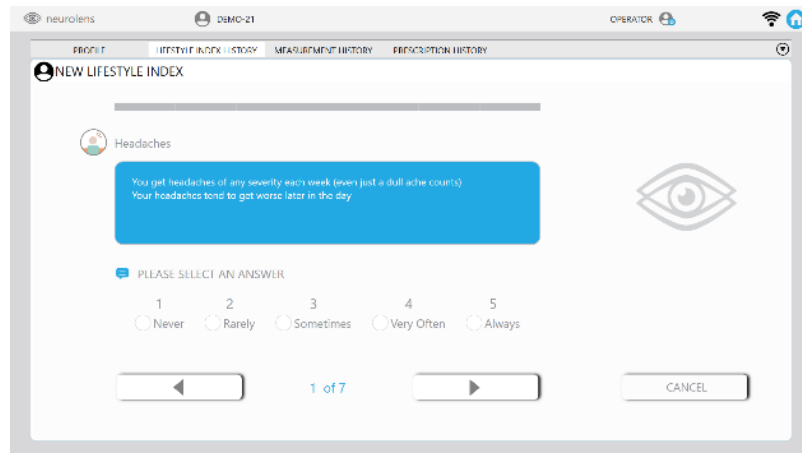 neurolens DEMO-21 OPERATOR
PROFILE LIFESTYLE INDEX HISTORY MEASUREMENT HISTORY PRESCRIPTION HISTORY
NEW LIFESTYLE INDEX
Headaches
You get headaches of any severity each week (even just a dull ache counts)
Your headaches tend to get worse later in the day
PLEASE SELECT AN ANSWER
1 2 3 4 5
Never Rarely Sometimes Very Often Always
1 of 7 CANCEL